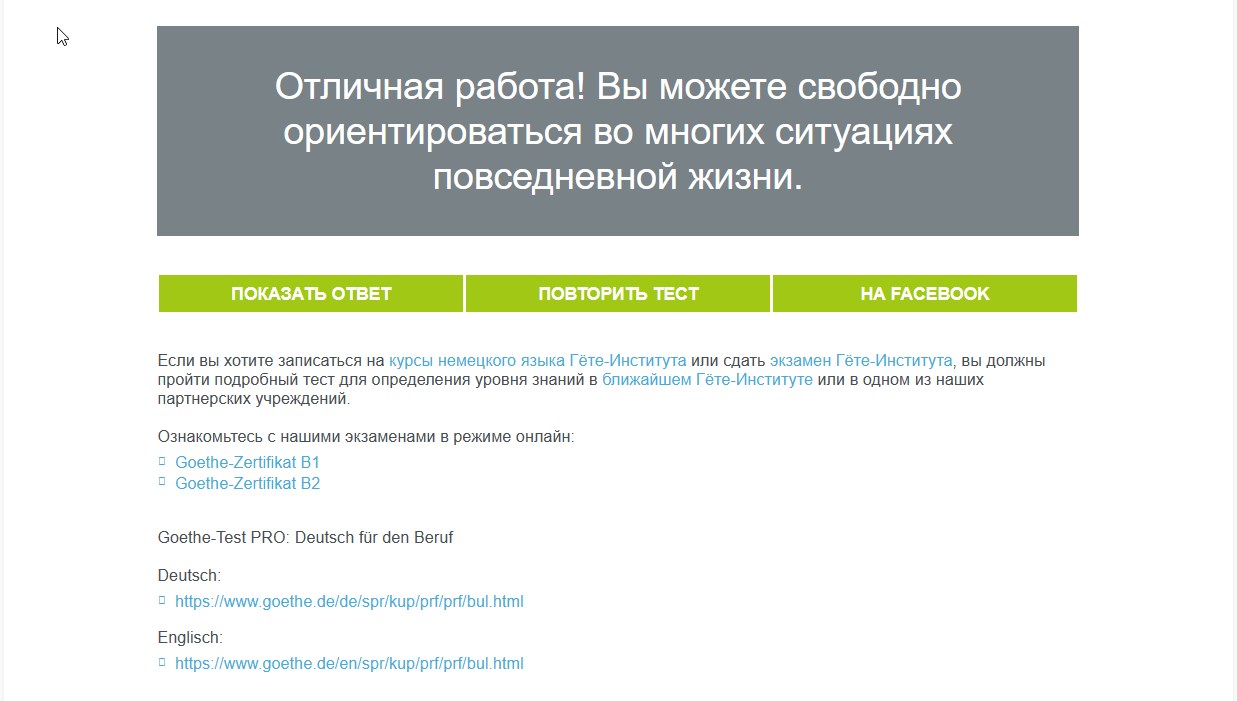 Отличная работа! Вы можете свободно
ориентироваться во многих ситуациях
повседневной жизни.
ПОКАЗАТЬ ОТВЕТ
ПОВТОРИТЬ ТЕСТ
НА FACEBOOK
Если вы хотите записаться на курсы немецкого языка Гёте-Института или сдать экзамен Гёте-Института, вы должны
пройти подробный тест для определения уровня знаний в ближайшем Гёте-Институте или в одном из наших
партнерских учреждений.
Ознакомьтесь с нашими экзаменами в режиме онлайн:
Goethe-Zertifikat B1
Goethe-Zertifikat B2
Goethe-Test PRO: Deutsch für den Beruf
Deutsch:
https://www.goethe.de/de/spr/kup/prf/prf/bul.html
Englisch:
https://www.goethe.de/en/spr/kup/prf/prf/bul.html